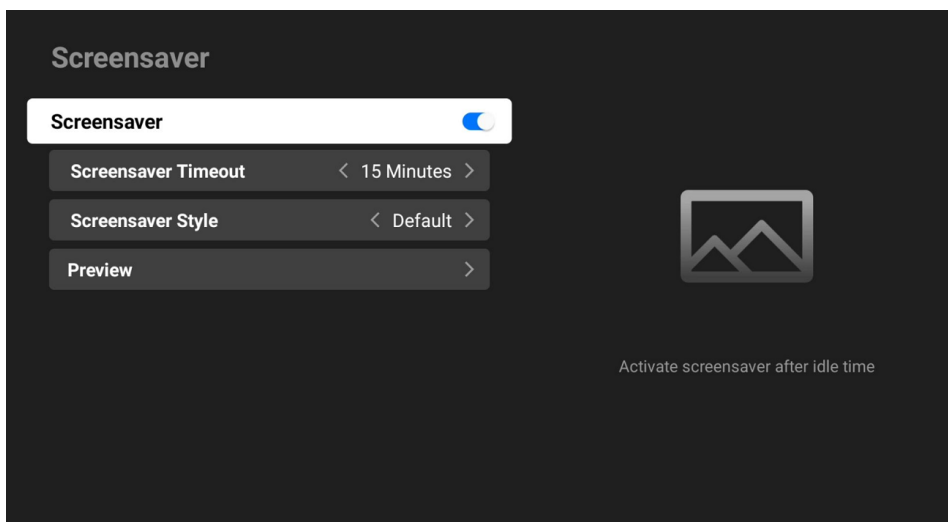 Screensaver
Screensaver
Screensaver Timeout < 15 Minutes >
Screensaver Style < Default >
Preview >
Activate screensaver after idle time